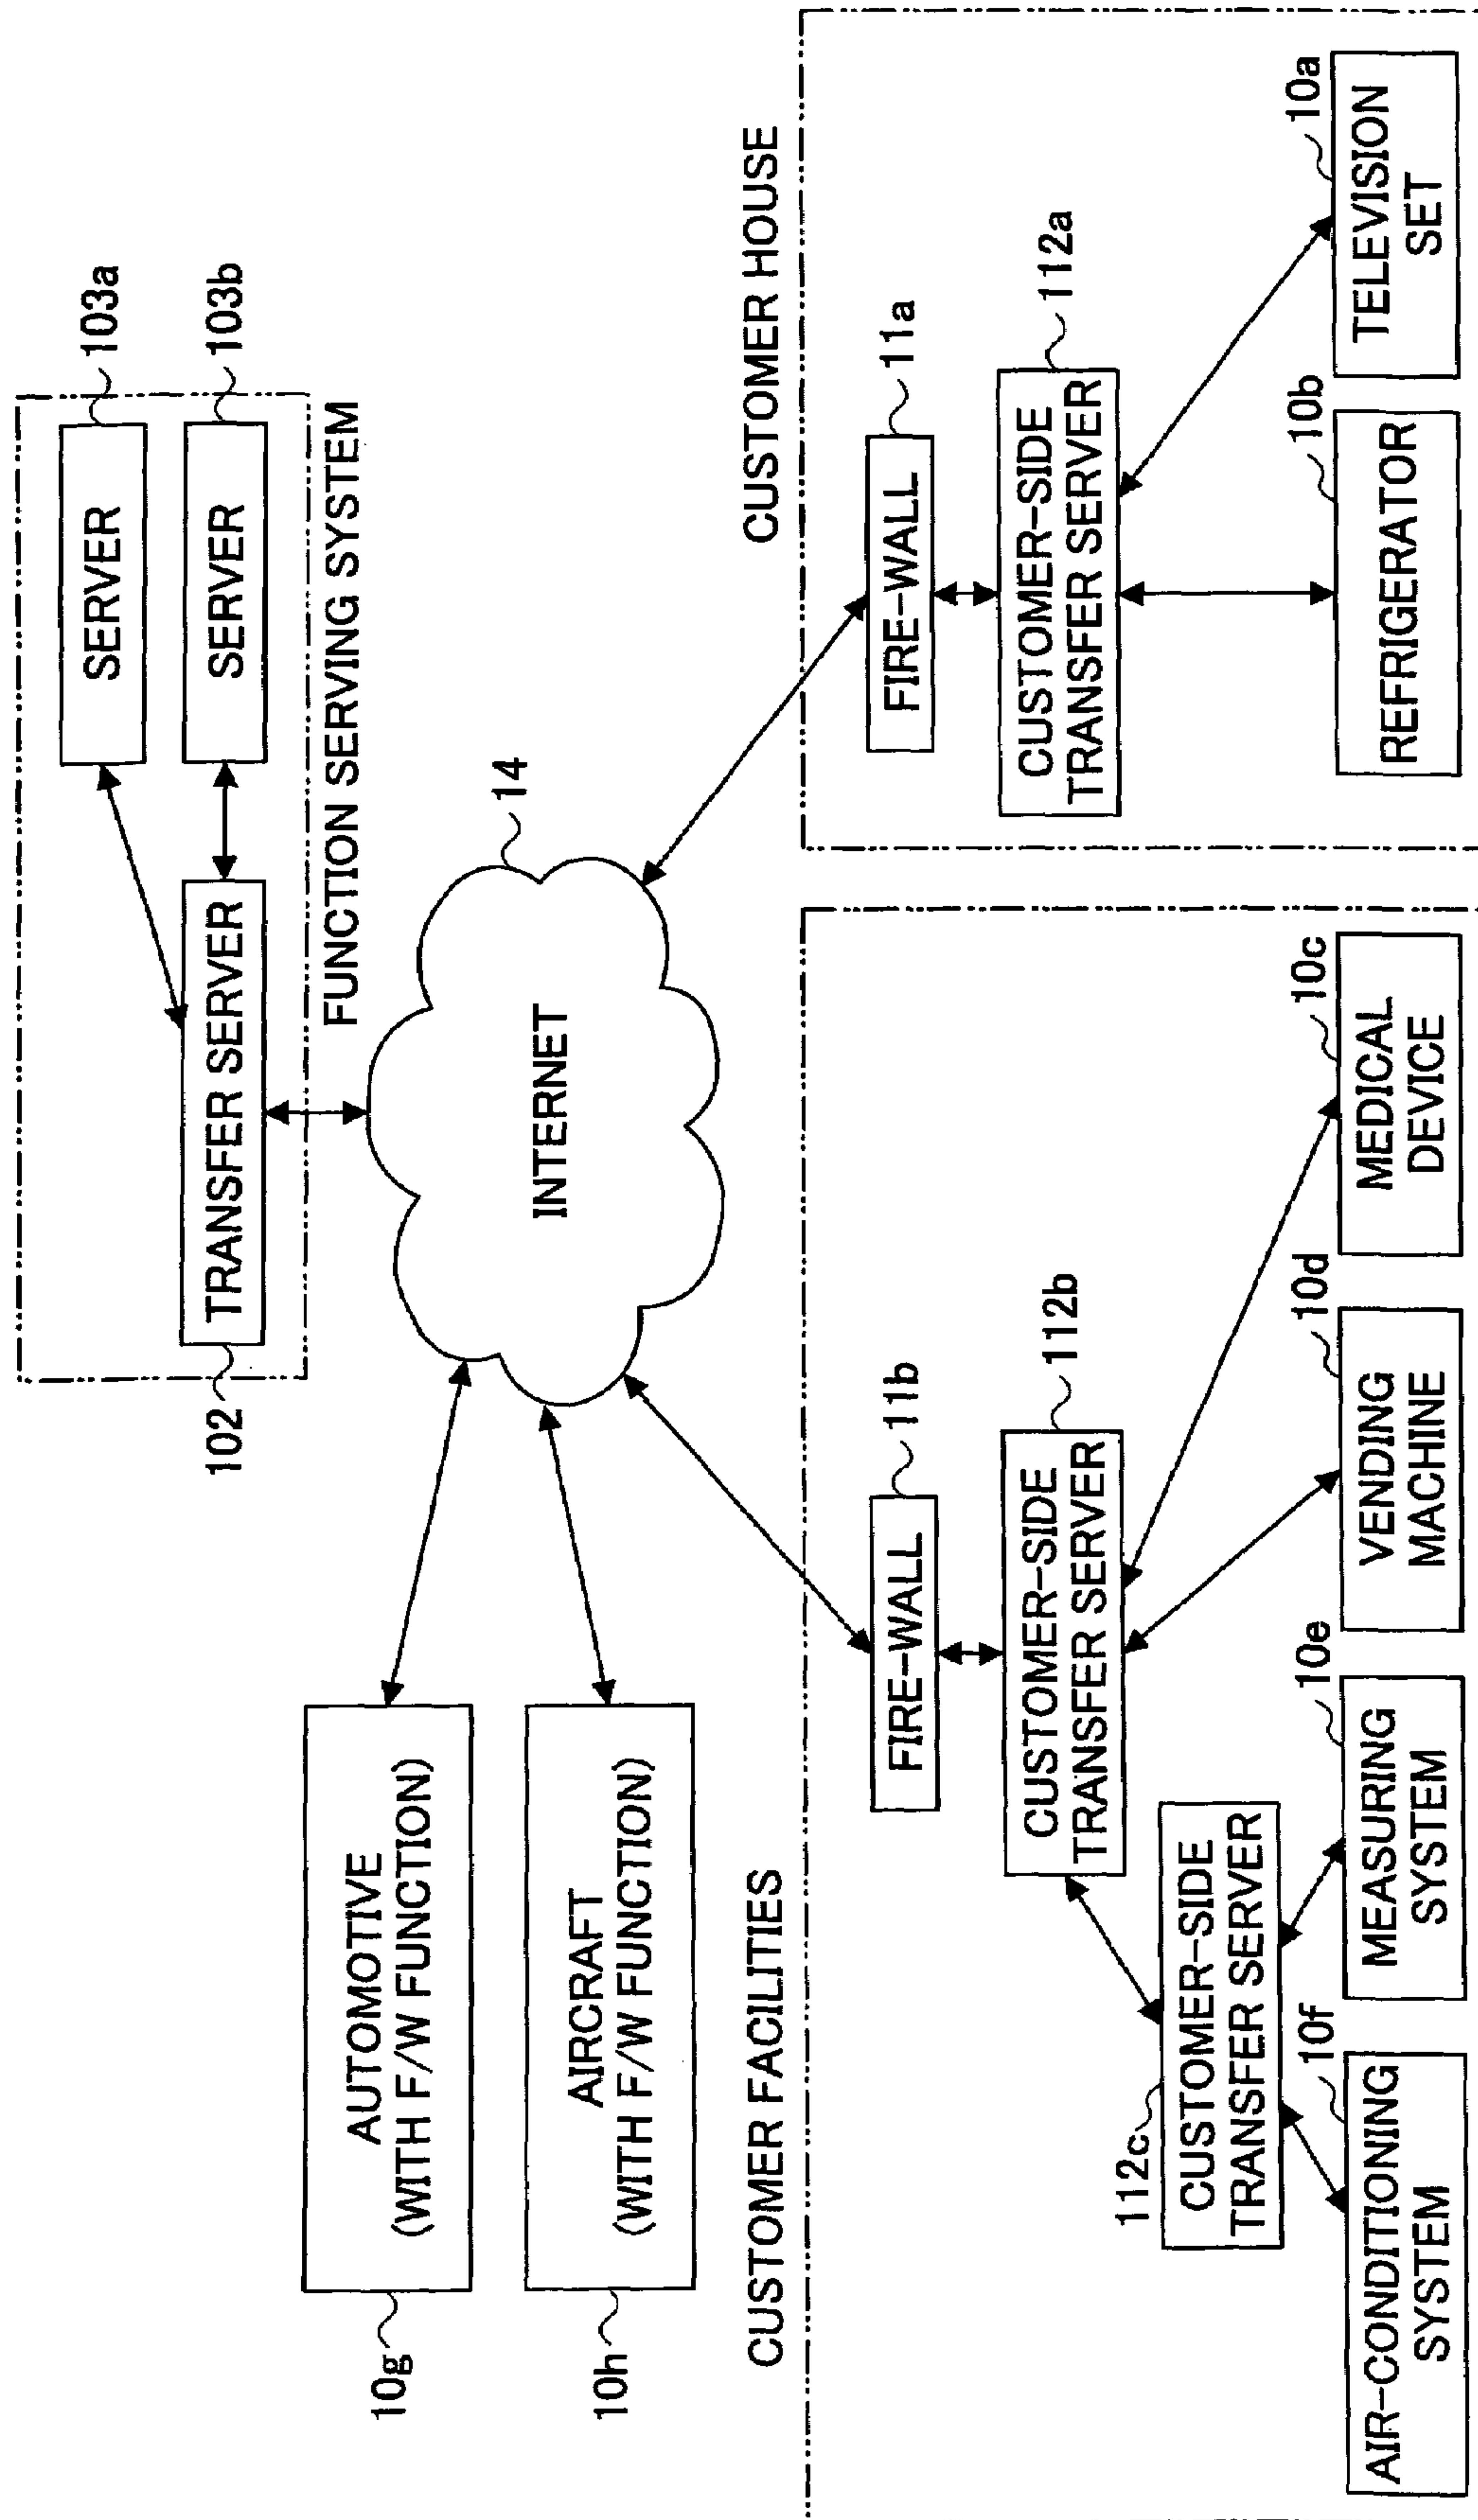 103a
SERVER
103b
SERVER
102
TRANSFER SERVER
FUNCTION SERVING SYSTEM
14
INTERNET
10g
AUTOMOTIVE
(WITH F/W FUNCTION)
10h
AIRCRAFT
(WITH F/W FUNCTION)
CUSTOMER FACILITIES
11b
FIRE-WALL
112b
CUSTOMER-SIDE
TRANSFER SERVER
112c
CUSTOMER-SIDE
TRANSFER SERVER
10f
AIR-CONDITIONING
SYSTEM
10e
MEASURING
SYSTEM
10d
VENDING
MACHINE
10c
MEDICAL
DEVICE
CUSTOMER HOUSE
11a
FIRE-WALL
112a
CUSTOMER-SIDE
TRANSFER SERVER
10b
REFRIGERATOR
10a
TELEVISION
SET